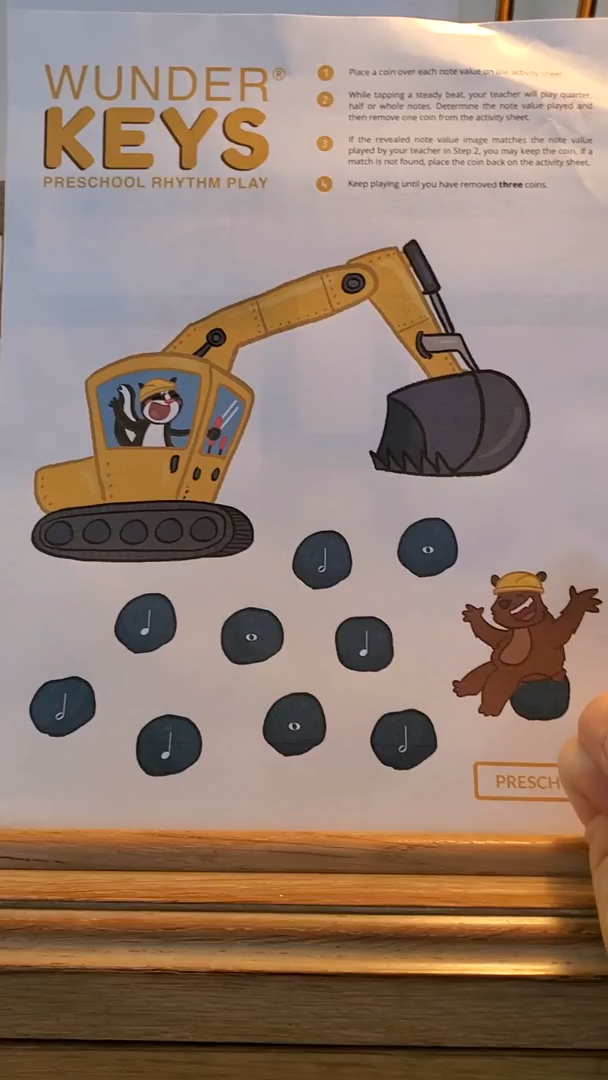 WUNDER®
KEYS
PRESCHOOL RHYTHM PLAY
1 Place a coin over each note value on the activity sheet.
2 While tapping a steady beat, your teacher will play quarter,
half or whole notes. Determine the note value played and
then remove one coin from the activity sheet.
3 If the revealed note value image matches the note value
played by your teacher in Step 2, you may keep the coin. If a
match is not found, place the coin back on the activity sheet.
4 Keep playing until you have removed three coins.
PRESCH